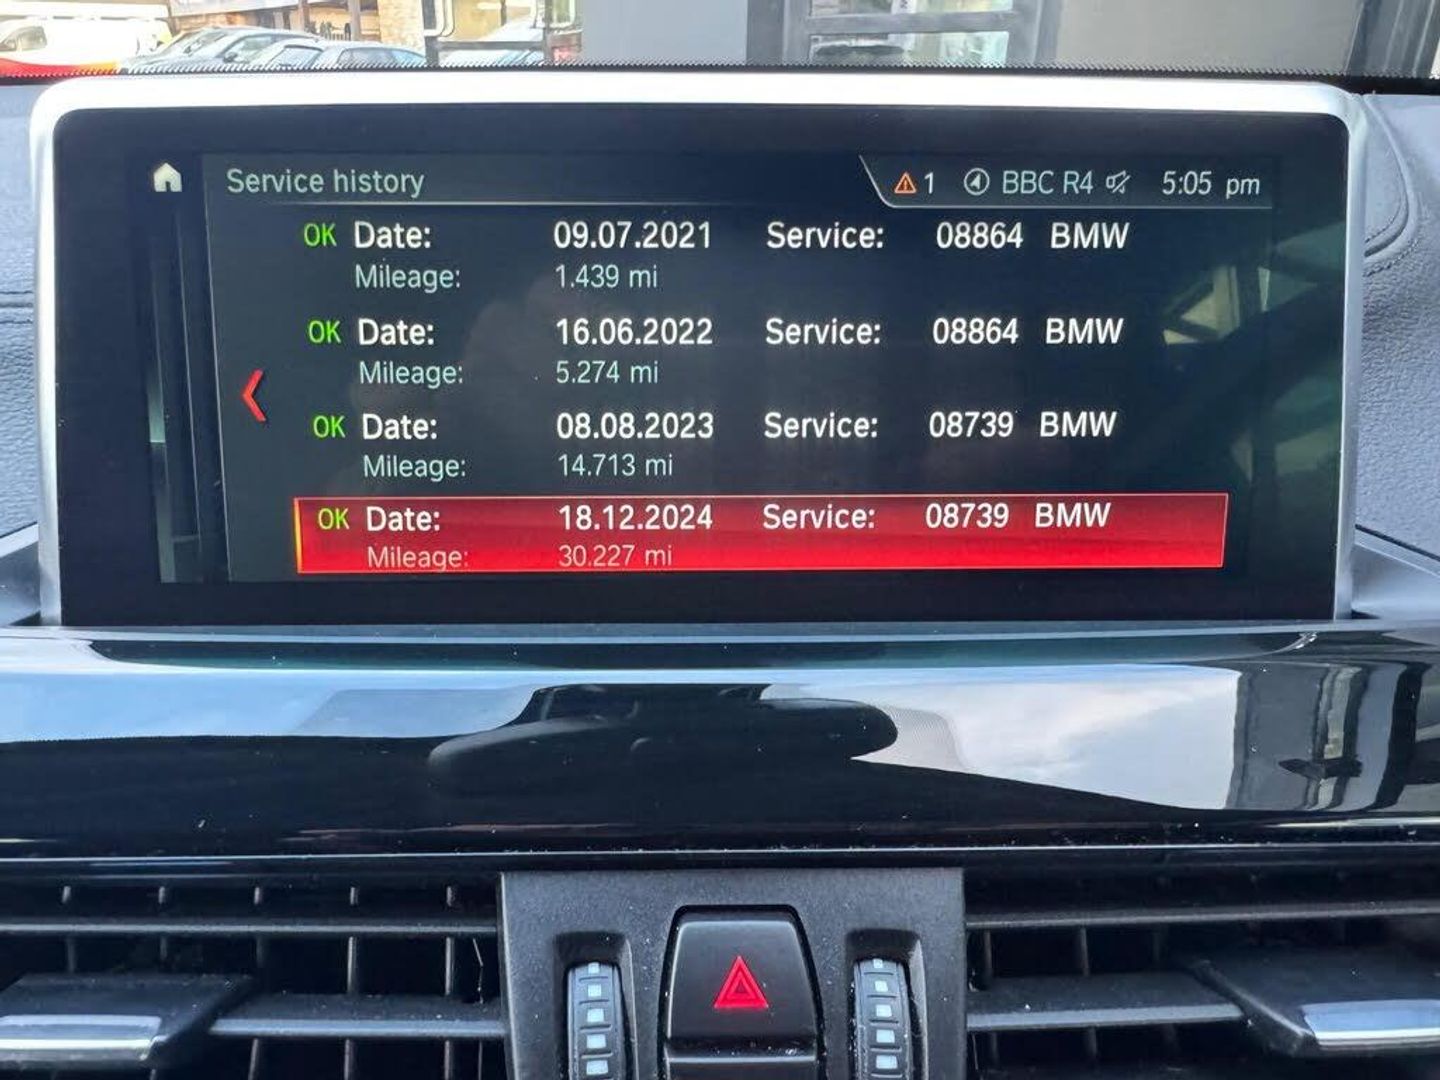 Service history 1 BBC R4 5:05 pm
OK Date: 09.07.2021 Service: 08864 BMW
Mileage: 1.439 mi
OK Date: 16.06.2022 Service: 08864 BMW
Mileage: 5.274 mi
OK Date: 08.08.2023 Service: 08739 BMW
Mileage: 14.713 mi
OK Date: 18.12.2024 Service: 08739 BMW
Mileage: 30.227 mi